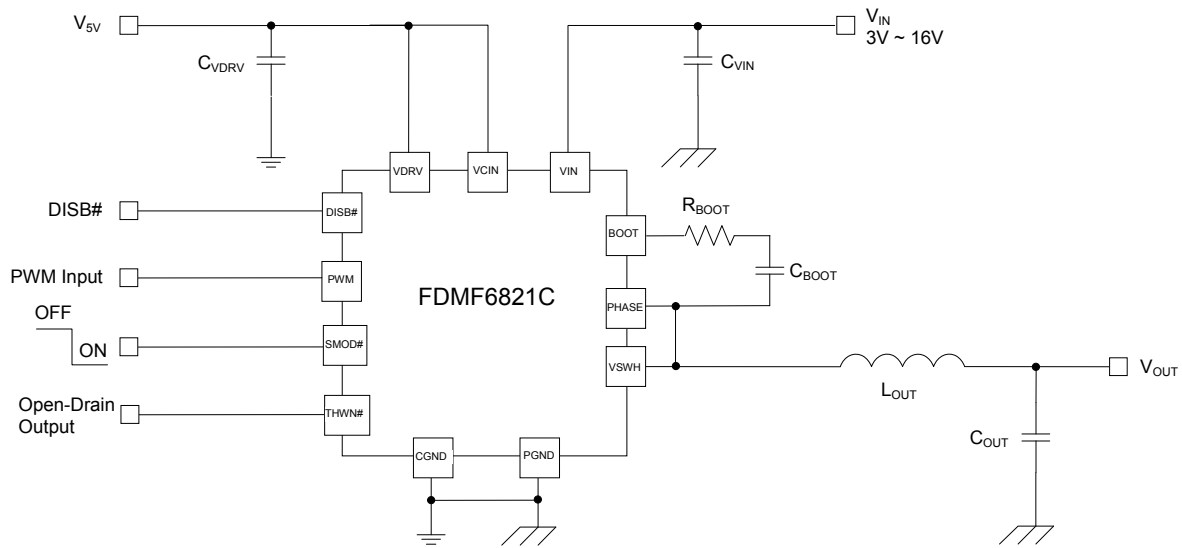 V5V
VIN
3V ~ 16V
CVDRV
CVIN
VDRV
VCIN
VIN
DISB#
DISB#
RBOOT
BOOT
PWM Input
PWM
CBOOT
FDMF6821C
PHASE
OFF
ON
SMOD#
VSWH
VOUT
LOUT
Open-Drain
Output
THWN#
COUT
CGND
PGND